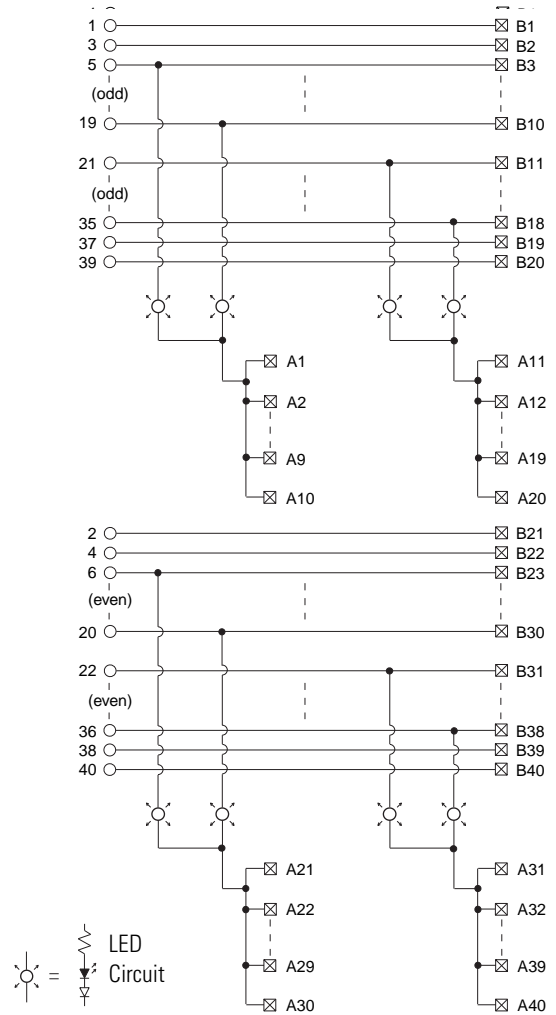 1 B1
3 B2
5 B3
(odd)
19 B10
21 B11
(odd)
35 B18
37 B19
39 B20
A1 A11
A2 A12
A9 A19
A10 A20
2 B21
4 B22
6 B23
(even)
20 B30
22 B31
(even)
36 B38
38 B39
40 B40
A21 A31
A22 A32
A29 A39
A30 A40
= LED
Circuit